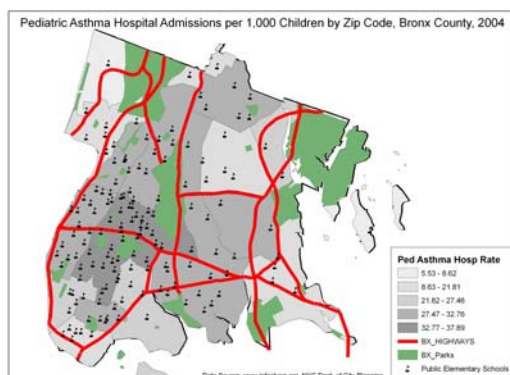 Pediatric Asthma Hospital Admissions per 1,000 Children by Zip Code, Bronx County, 2004
Ped Asthma Hosp Rate
5.53 - 8.62
8.63 - 21.81
21.82 - 27.46
27.47 - 32.76
32.77 - 37.89
BX_HIGHWAYS
BX_Parks
Public Elementary Schools